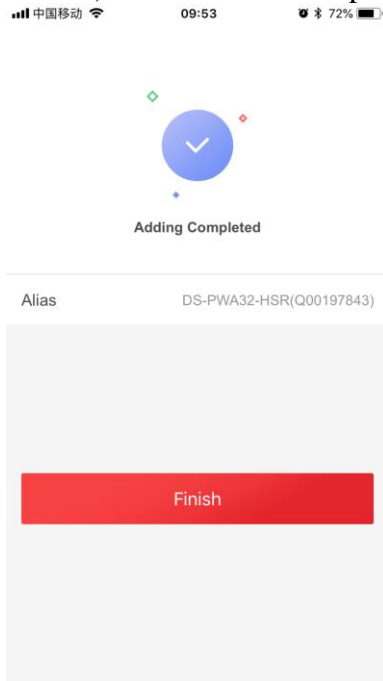 中国移动 09:53 72%
Adding Completed
Alias DS-PWA32-HSR(Q00197843)
Finish